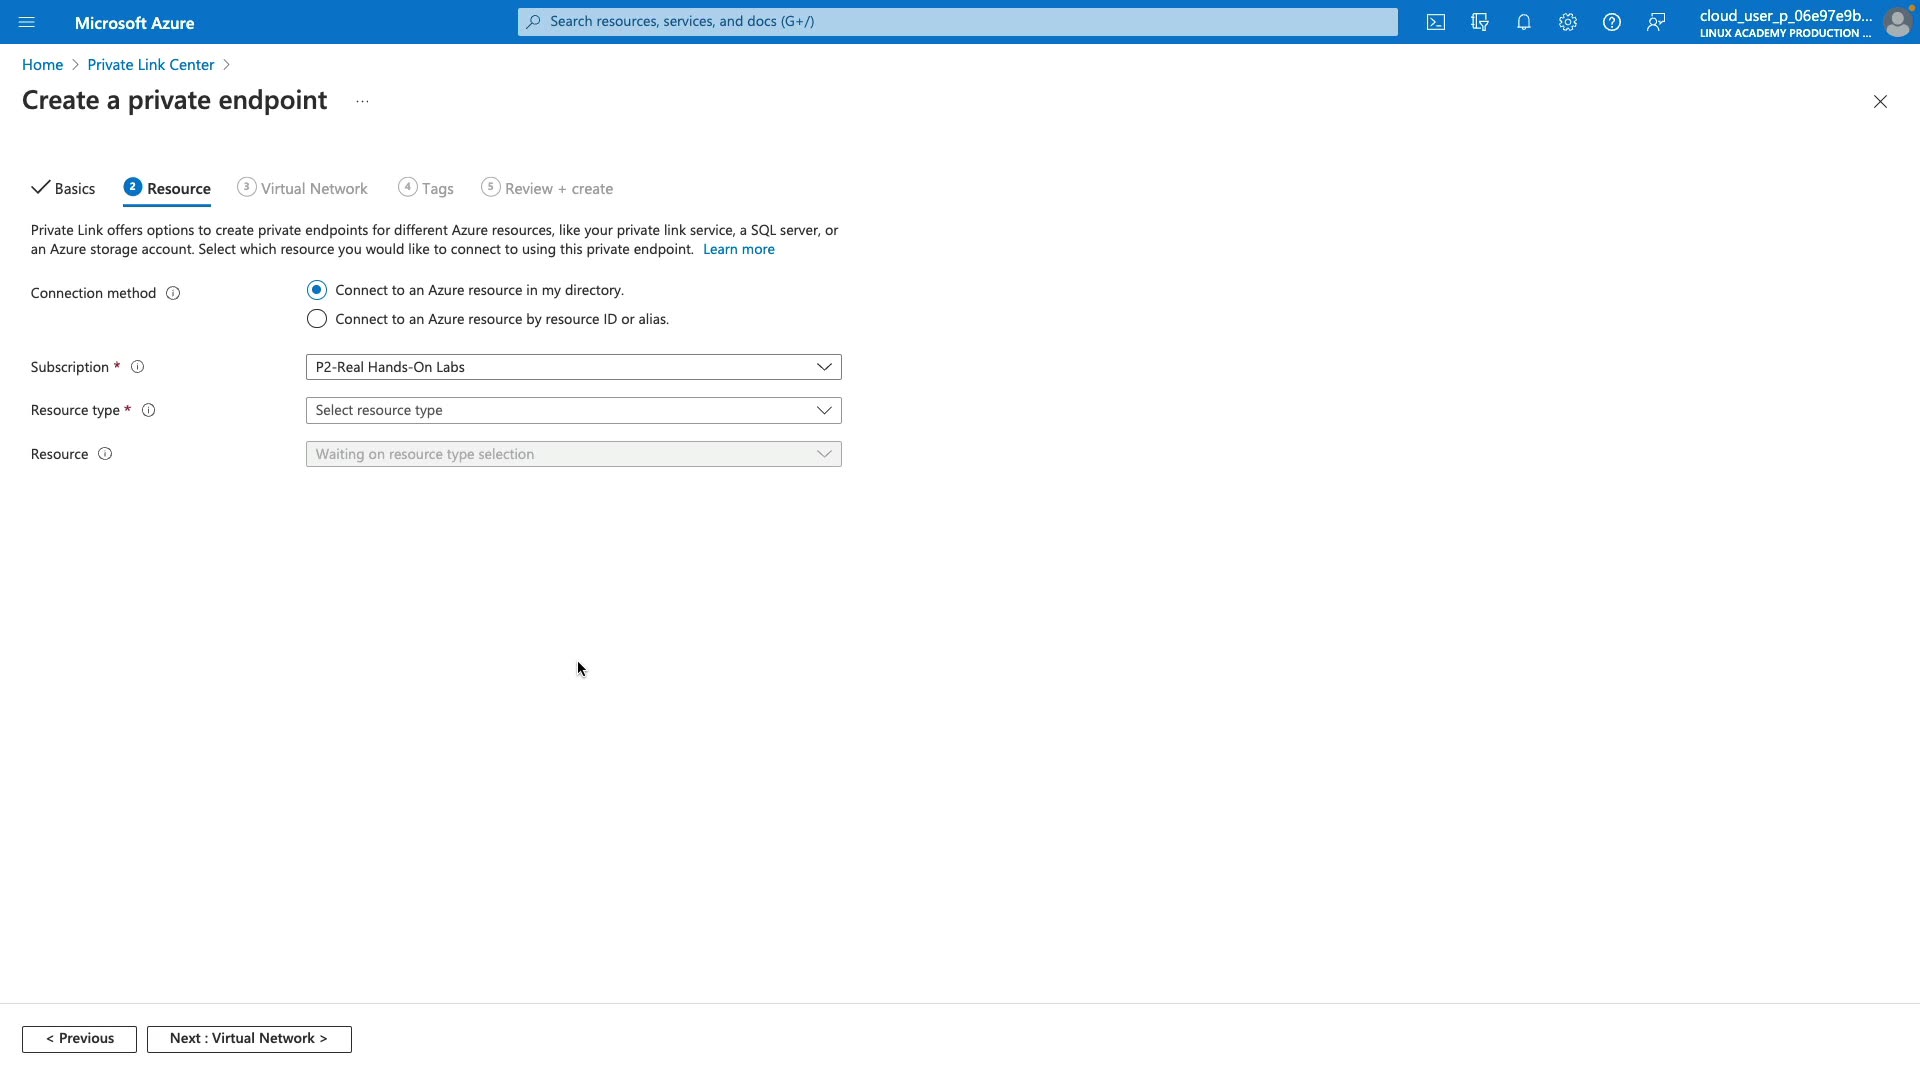 Microsoft Azure
Search resources, services, and docs (G+/)
cloud_user_p_06e97e9b...
LINUX ACADEMY PRODUCTION ...
Home > Private Link Center >
Create a private endpoint ...
Basics 2 Resource 3 Virtual Network 4 Tags 5 Review + create
Private Link offers options to create private endpoints for different Azure resources, like your private link service, a SQL server, or
an Azure storage account. Select which resource you would like to connect to using this private endpoint. Learn more
Connection method
Connect to an Azure resource in my directory.
Connect to an Azure resource by resource ID or alias.
Subscription * P2-Real Hands-On Labs
Resource type * Select resource type
Resource Waiting on resource type selection
< Previous Next : Virtual Network >